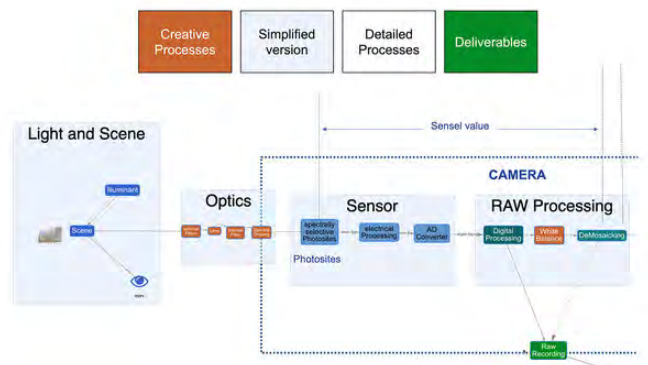 Creative
Processes
Simplified
version
Detailed
Processes
Deliverables
Sensel value
CAMERA
Light and Scene
Optics
Sensor
RAW Processing
Illuminant
Scene
Lens
spectrally
selective
Photosites
electrical
Processing
AD
Converter
Digital
Processing
White
Balance
DeMosaicking
Photosites
Raw
Recording